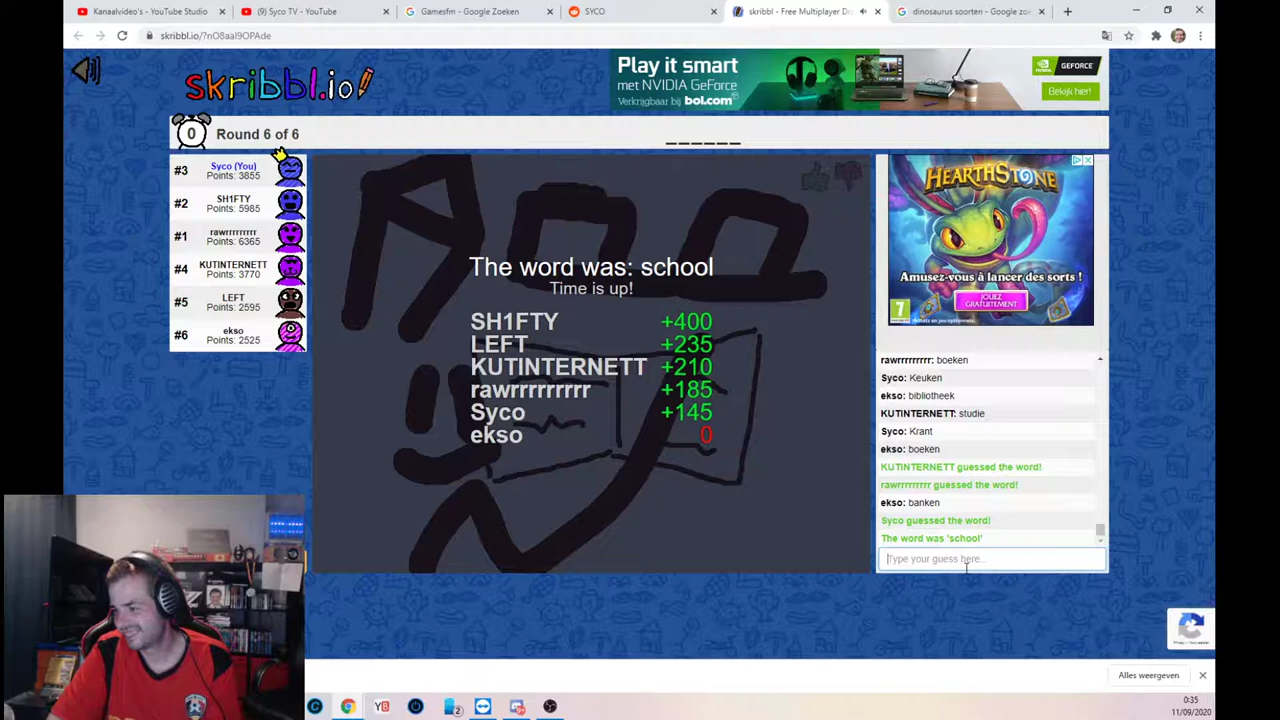 Kanaalvideo's - YouTube Studio
(9) Syco TV - YouTube
Gamesfm - Google Zoeken
SYCO
skribbl - Free Multiplayer Dr
dinosaurus soorten - Google zo
skribbl.io/?nO8aaI9OPAde
skribbl.io
Play it smart
met NVIDIA GeForce
Verkrijgbaar bij bol.com
NVIDIA GEFORCE
Bekijk hier!
0
Round 6 of 6
#3 Syco (You)
Points: 3855
#2 SH1FTY
Points: 5985
#1 rawrrrrrrrrr
Points: 6365
#4 KUTINTERNETT
Points: 3770
#5 LEFT
Points: 2595
#6 ekso
Points: 2525
The word was: school
Time is up!
SH1FTY +400
LEFT +235
KUTINTERNETT +210
rawrrrrrrrrr +185
Syco +145
ekso 0
HEARTHSTONE
Amusez-vous à lancer des sorts !
7
JOUEZ GRATUITEMENT
rawrrrrrrrrr: boeken
Syco: Keuken
ekso: bibliotheek
KUTINTERNETT: studie
Syco: Krant
ekso: boeken
KUTINTERNETT guessed the word!
rawrrrrrrrrr guessed the word!
ekso: banken
Syco guessed the word!
The word was 'school'
Type your guess here...
Alles weergeven
0:35
11/09/2020